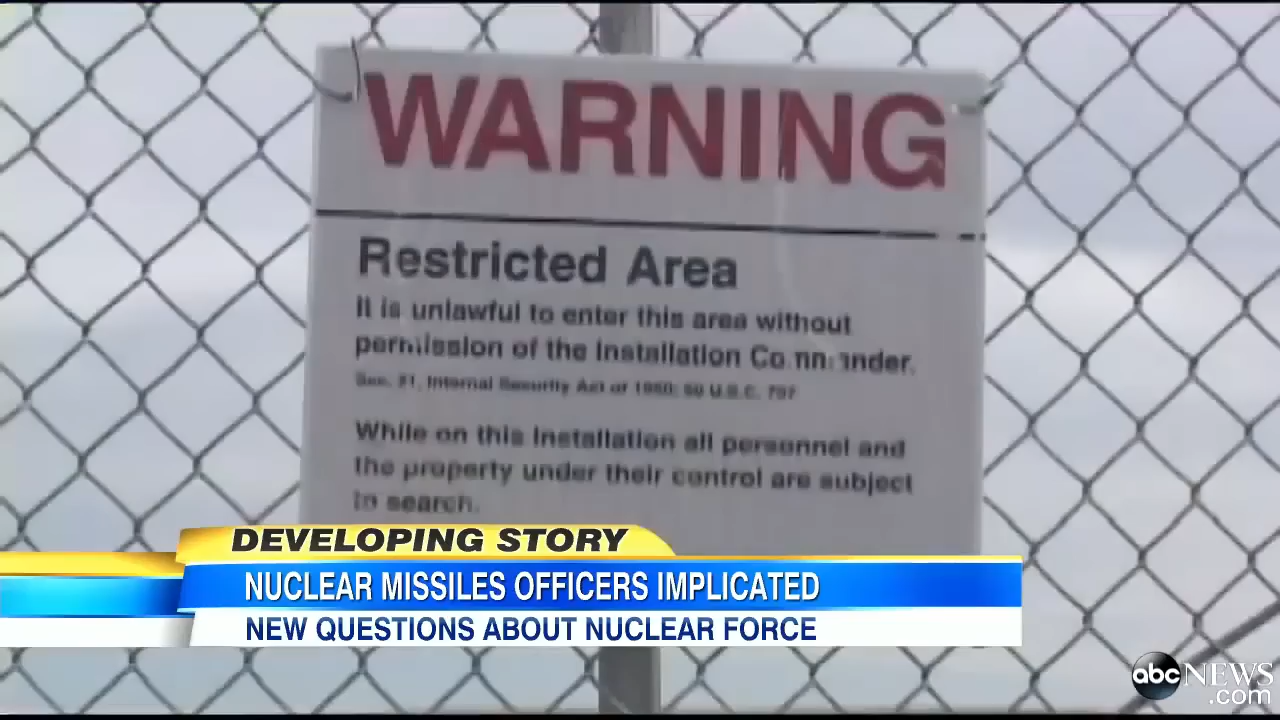 WARNING
Restricted Area
It is unlawful to enter this area without
permission of the Installation Commander.
Sec. 21, Internal Security Act of 1950; 50 U.S.C. 797
While on this Installation all personnel and
the property under their control are subject
to search.
DEVELOPING STORY
NUCLEAR MISSILES OFFICERS IMPLICATED
NEW QUESTIONS ABOUT NUCLEAR FORCE
abc NEWS
.com